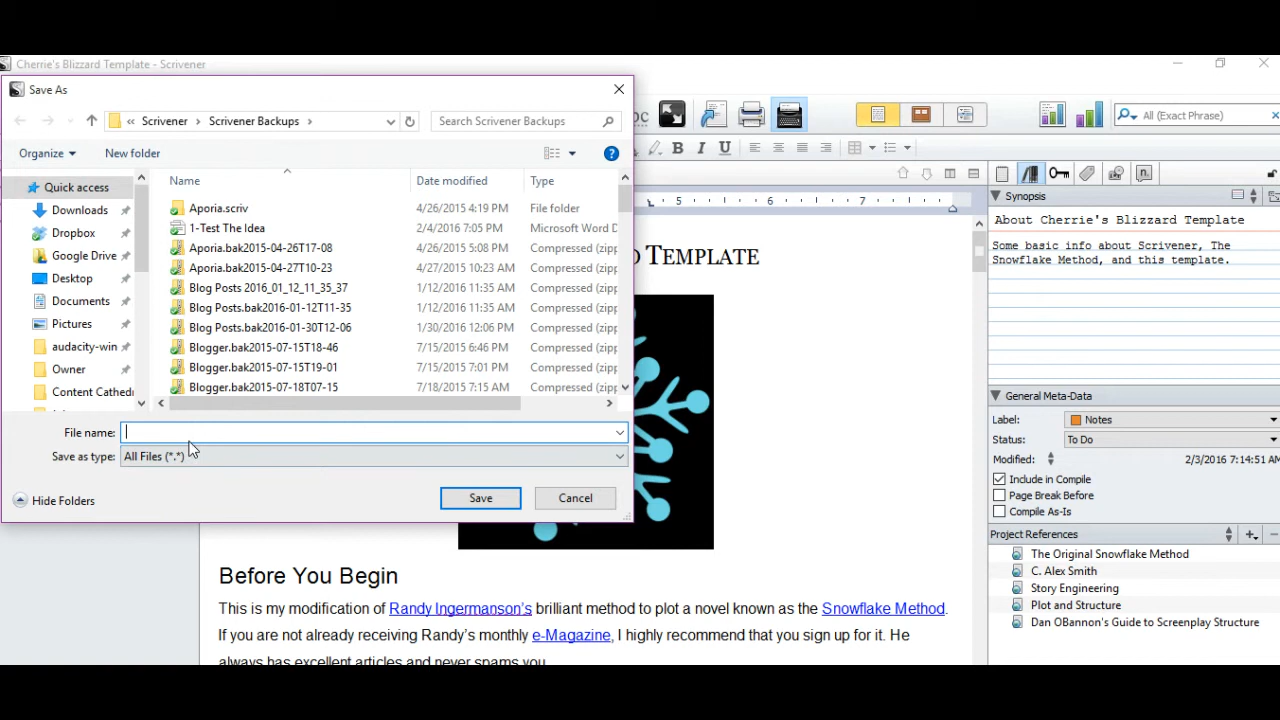 Cherrie's Blizzard Template - Scrivener
Save As
« Scrivener › Scrivener Backups ›
Search Scrivener Backups
All (Exact Phrase)
Organize
New folder
B I U
Name Date modified Type
Quick access
Downloads
Dropbox
Google Drive
Desktop
Documents
Pictures
audacity-win
Owner
Content Cathed
Aporia.scriv 4/26/2015 4:19 PM File folder
1-Test The Idea 2/4/2016 7:05 PM Microsoft Word D
Aporia.bak2015-04-26T17-08 4/26/2015 5:08 PM Compressed (zipp
Aporia.bak2015-04-27T10-23 4/27/2015 10:23 AM Compressed (zipp
Blog Posts 2016_01_12_11_35_37 1/12/2016 11:35 AM Compressed (zipp
Blog Posts.bak2016-01-12T11-35 1/12/2016 11:35 AM Compressed (zipp
Blog Posts.bak2016-01-30T12-06 1/30/2016 12:06 PM Compressed (zipp
Blogger.bak2015-07-15T18-46 7/15/2015 6:46 PM Compressed (zipp
Blogger.bak2015-07-15T19-01 7/15/2015 7:01 PM Compressed (zipp
Blogger.bak2015-07-18T07-15 7/18/2015 7:15 AM Compressed (zipp
File name:
Save as type: All Files (*.*)
Hide Folders
Save
Cancel
5 6 7
TEMPLATE
Before You Begin
This is my modification of Randy Ingermanson's brilliant method to plot a novel known as the Snowflake Method.
If you are not already receiving Randy's monthly e-Magazine, I highly recommend that you sign up for it. He
always has excellent articles and never spams you.
Synopsis
About Cherrie's Blizzard Template
Some basic info about Scrivener, The
Snowflake Method, and this template.
General Meta-Data
Label: Notes
Status: To Do
Modified: 2/3/2016 7:14:51 AM
Include in Compile
Page Break Before
Compile As-Is
Project References
The Original Snowflake Method
C. Alex Smith
Story Engineering
Plot and Structure
Dan OBannon's Guide to Screenplay Structure